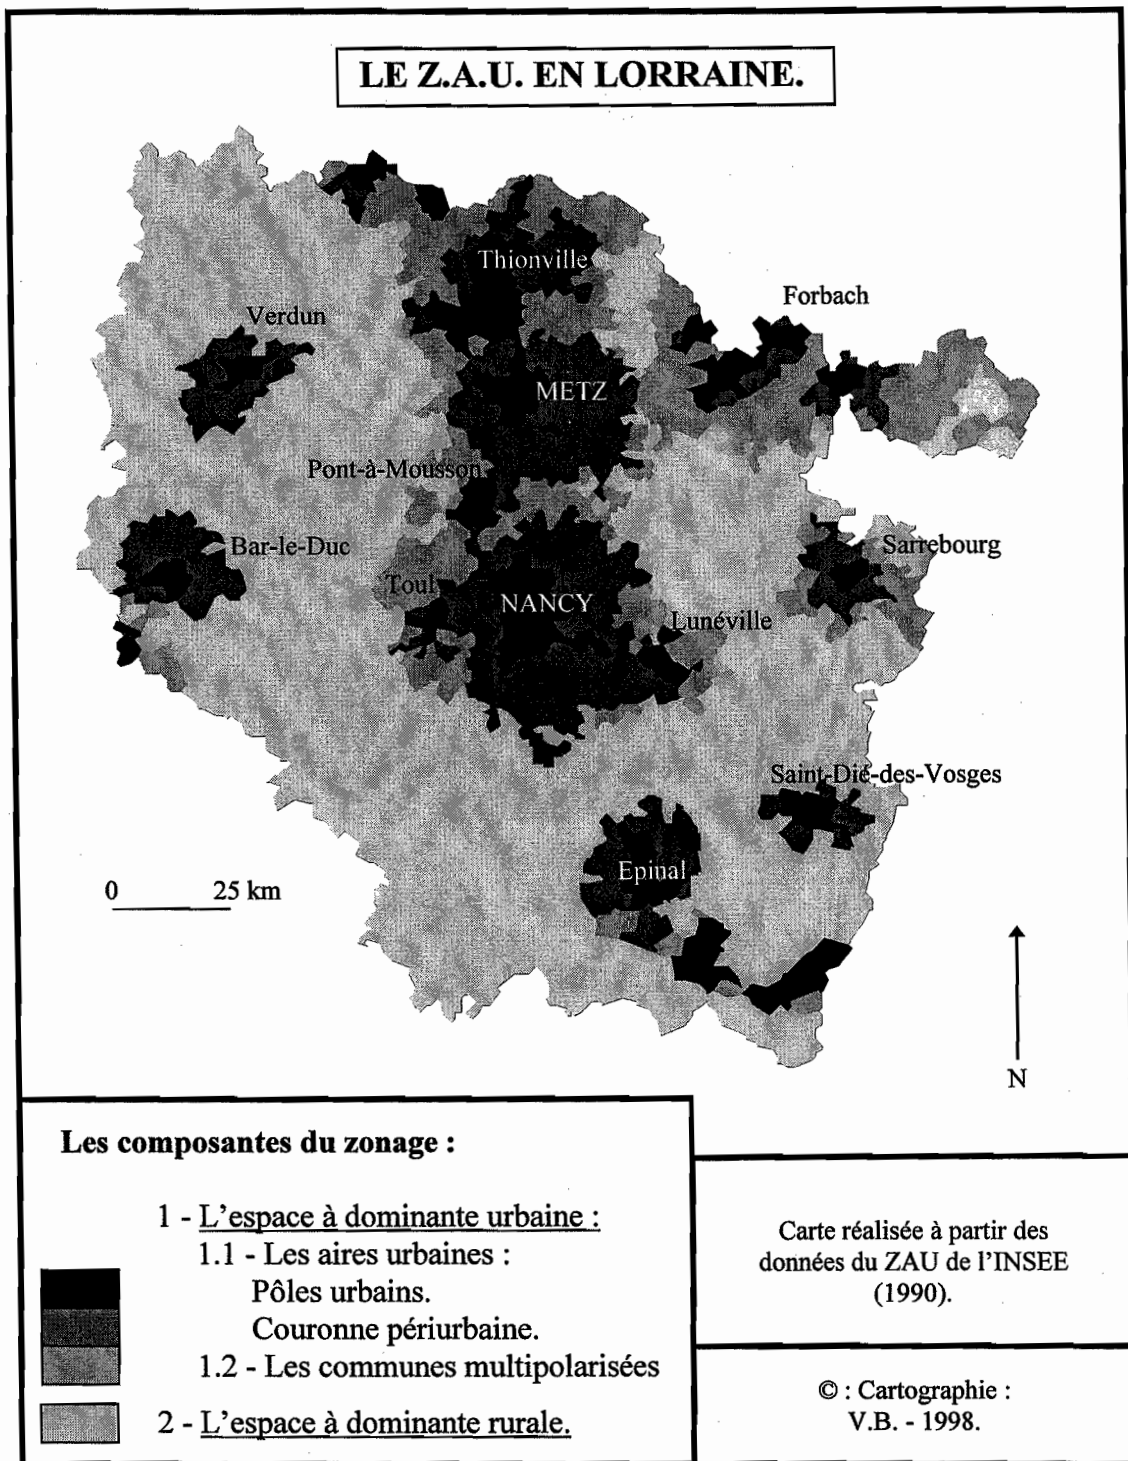 LE Z.A.U. EN LORRAINE.
Thionville
Forbach
Verdun
METZ
Pont-à-Mousson
Bar-le-Duc
Sarrebourg
Toul
NANCY
Lunéville
Saint-Dié-des-Vosges
Epinal
0 25 km
N
Les composantes du zonage :
1 - L'espace à dominante urbaine :
1.1 - Les aires urbaines :
Pôles urbains.
Couronne périurbaine.
1.2 - Les communes multipolarisées
2 - L'espace à dominante rurale.
Carte réalisée à partir des
données du ZAU de l'INSEE
(1990).
© : Cartographie :
V.B. - 1998.